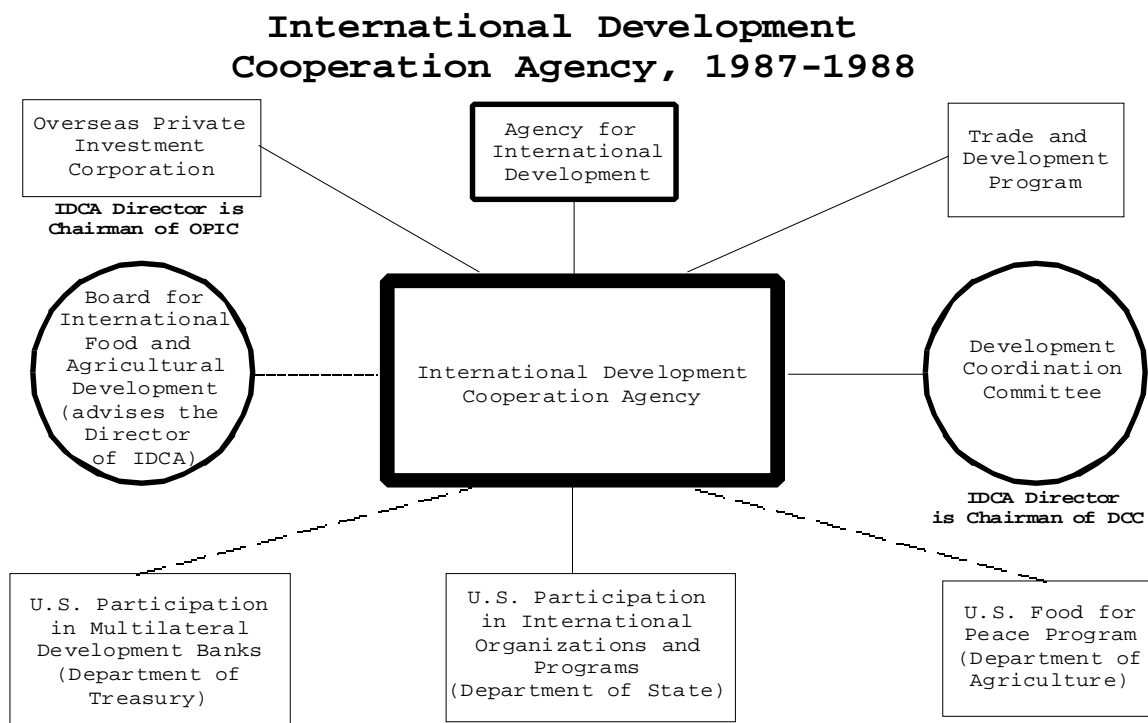 International Development
Cooperation Agency, 1987-1988
Overseas Private
Investment
Corporation
IDCA Director is
Chairman of OPIC
Agency for
International
Development
Trade and
Development
Program
Board for
International
Food and
Agricultural
Development
(advises the
Director
of IDCA)
International Development
Cooperation Agency
Development
Coordination
Committee
IDCA Director
is Chairman of DCC
U.S. Participation
in Multilateral
Development Banks
(Department of
Treasury)
U.S. Participation
in International
Organizations and
Programs
(Department of State)
U.S. Food for
Peace Program
(Department of
Agriculture)